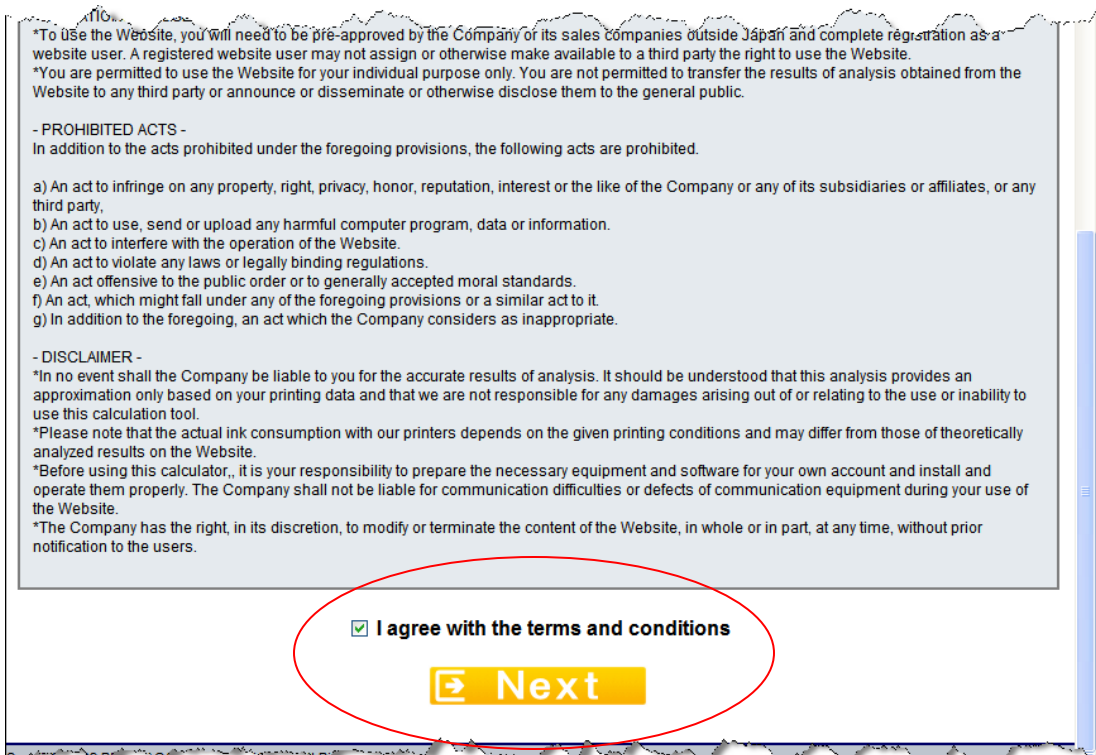 *To use the Website, you will need to be pre-approved by the Company or its sales companies outside Japan and complete registration as a
website user. A registered website user may not assign or otherwise make available to a third party the right to use the Website.
*You are permitted to use the Website for your individual purpose only. You are not permitted to transfer the results of analysis obtained from the
Website to any third party or announce or disseminate or otherwise disclose them to the general public.
- PROHIBITED ACTS -
In addition to the acts prohibited under the foregoing provisions, the following acts are prohibited.
a) An act to infringe on any property, right, privacy, honor, reputation, interest or the like of the Company or any of its subsidiaries or affiliates, or any
third party,
b) An act to use, send or upload any harmful computer program, data or information.
c) An act to interfere with the operation of the Website.
d) An act to violate any laws or legally binding regulations.
e) An act offensive to the public order or to generally accepted moral standards.
f) An act, which might fall under any of the foregoing provisions or a similar act to it.
g) In addition to the foregoing, an act which the Company considers as inappropriate.
- DISCLAIMER -
*In no event shall the Company be liable to you for the accurate results of analysis. It should be understood that this analysis provides an
approximation only based on your printing data and that we are not responsible for any damages arising out of or relating to the use or inability to
use this calculation tool.
*Please note that the actual ink consumption with our printers depends on the given printing conditions and may differ from those of theoretically
analyzed results on the Website.
*Before using this calculator,, it is your responsibility to prepare the necessary equipment and software for your own account and install and
operate them properly. The Company shall not be liable for communication difficulties or defects of communication equipment during your use of
the Website.
*The Company has the right, in its discretion, to modify or terminate the content of the Website, in whole or in part, at any time, without prior
notification to the users.
I agree with the terms and conditions
Next